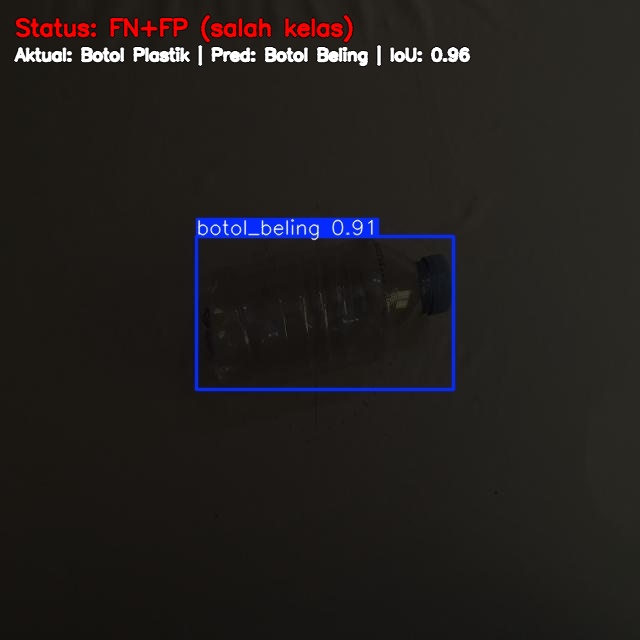 Status: FN+FP (salah kelas)
Aktual: Botol Plastik | Pred: Botol Beling | IoU: 0.96
botol_beling 0.91